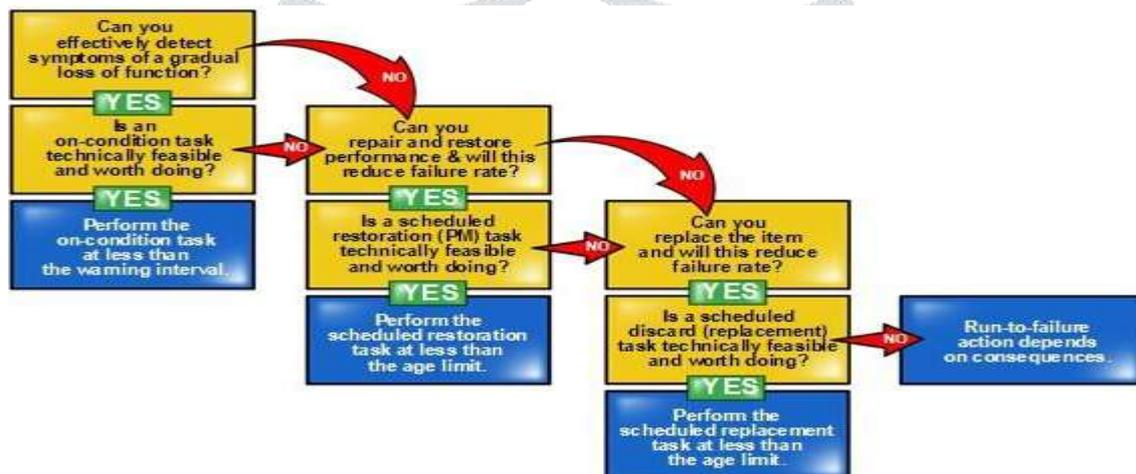 Can you
effectively detect
symptoms of a gradual
loss of function?
NO
YES
Is an
on-condition task
technically feasible
and worth doing?
NO
YES
Perform the
on-condition task
at less than
the warning interval.
Can you
repair and restore
performance & will this
reduce failure rate?
NO
YES
Is a scheduled
restoration (PM) task
technically feasible
and worth doing?
NO
YES
Perform the
scheduled restoration
task at less than
the age limit.
Can you
replace the item
and will this reduce
failure rate?
YES
Is a scheduled
discard (replacement)
task technically feasible
and worth doing?
NO
YES
Perform the
scheduled replacement
task at less than
the age limit.
Run-to-failure
action depends
on consequences.